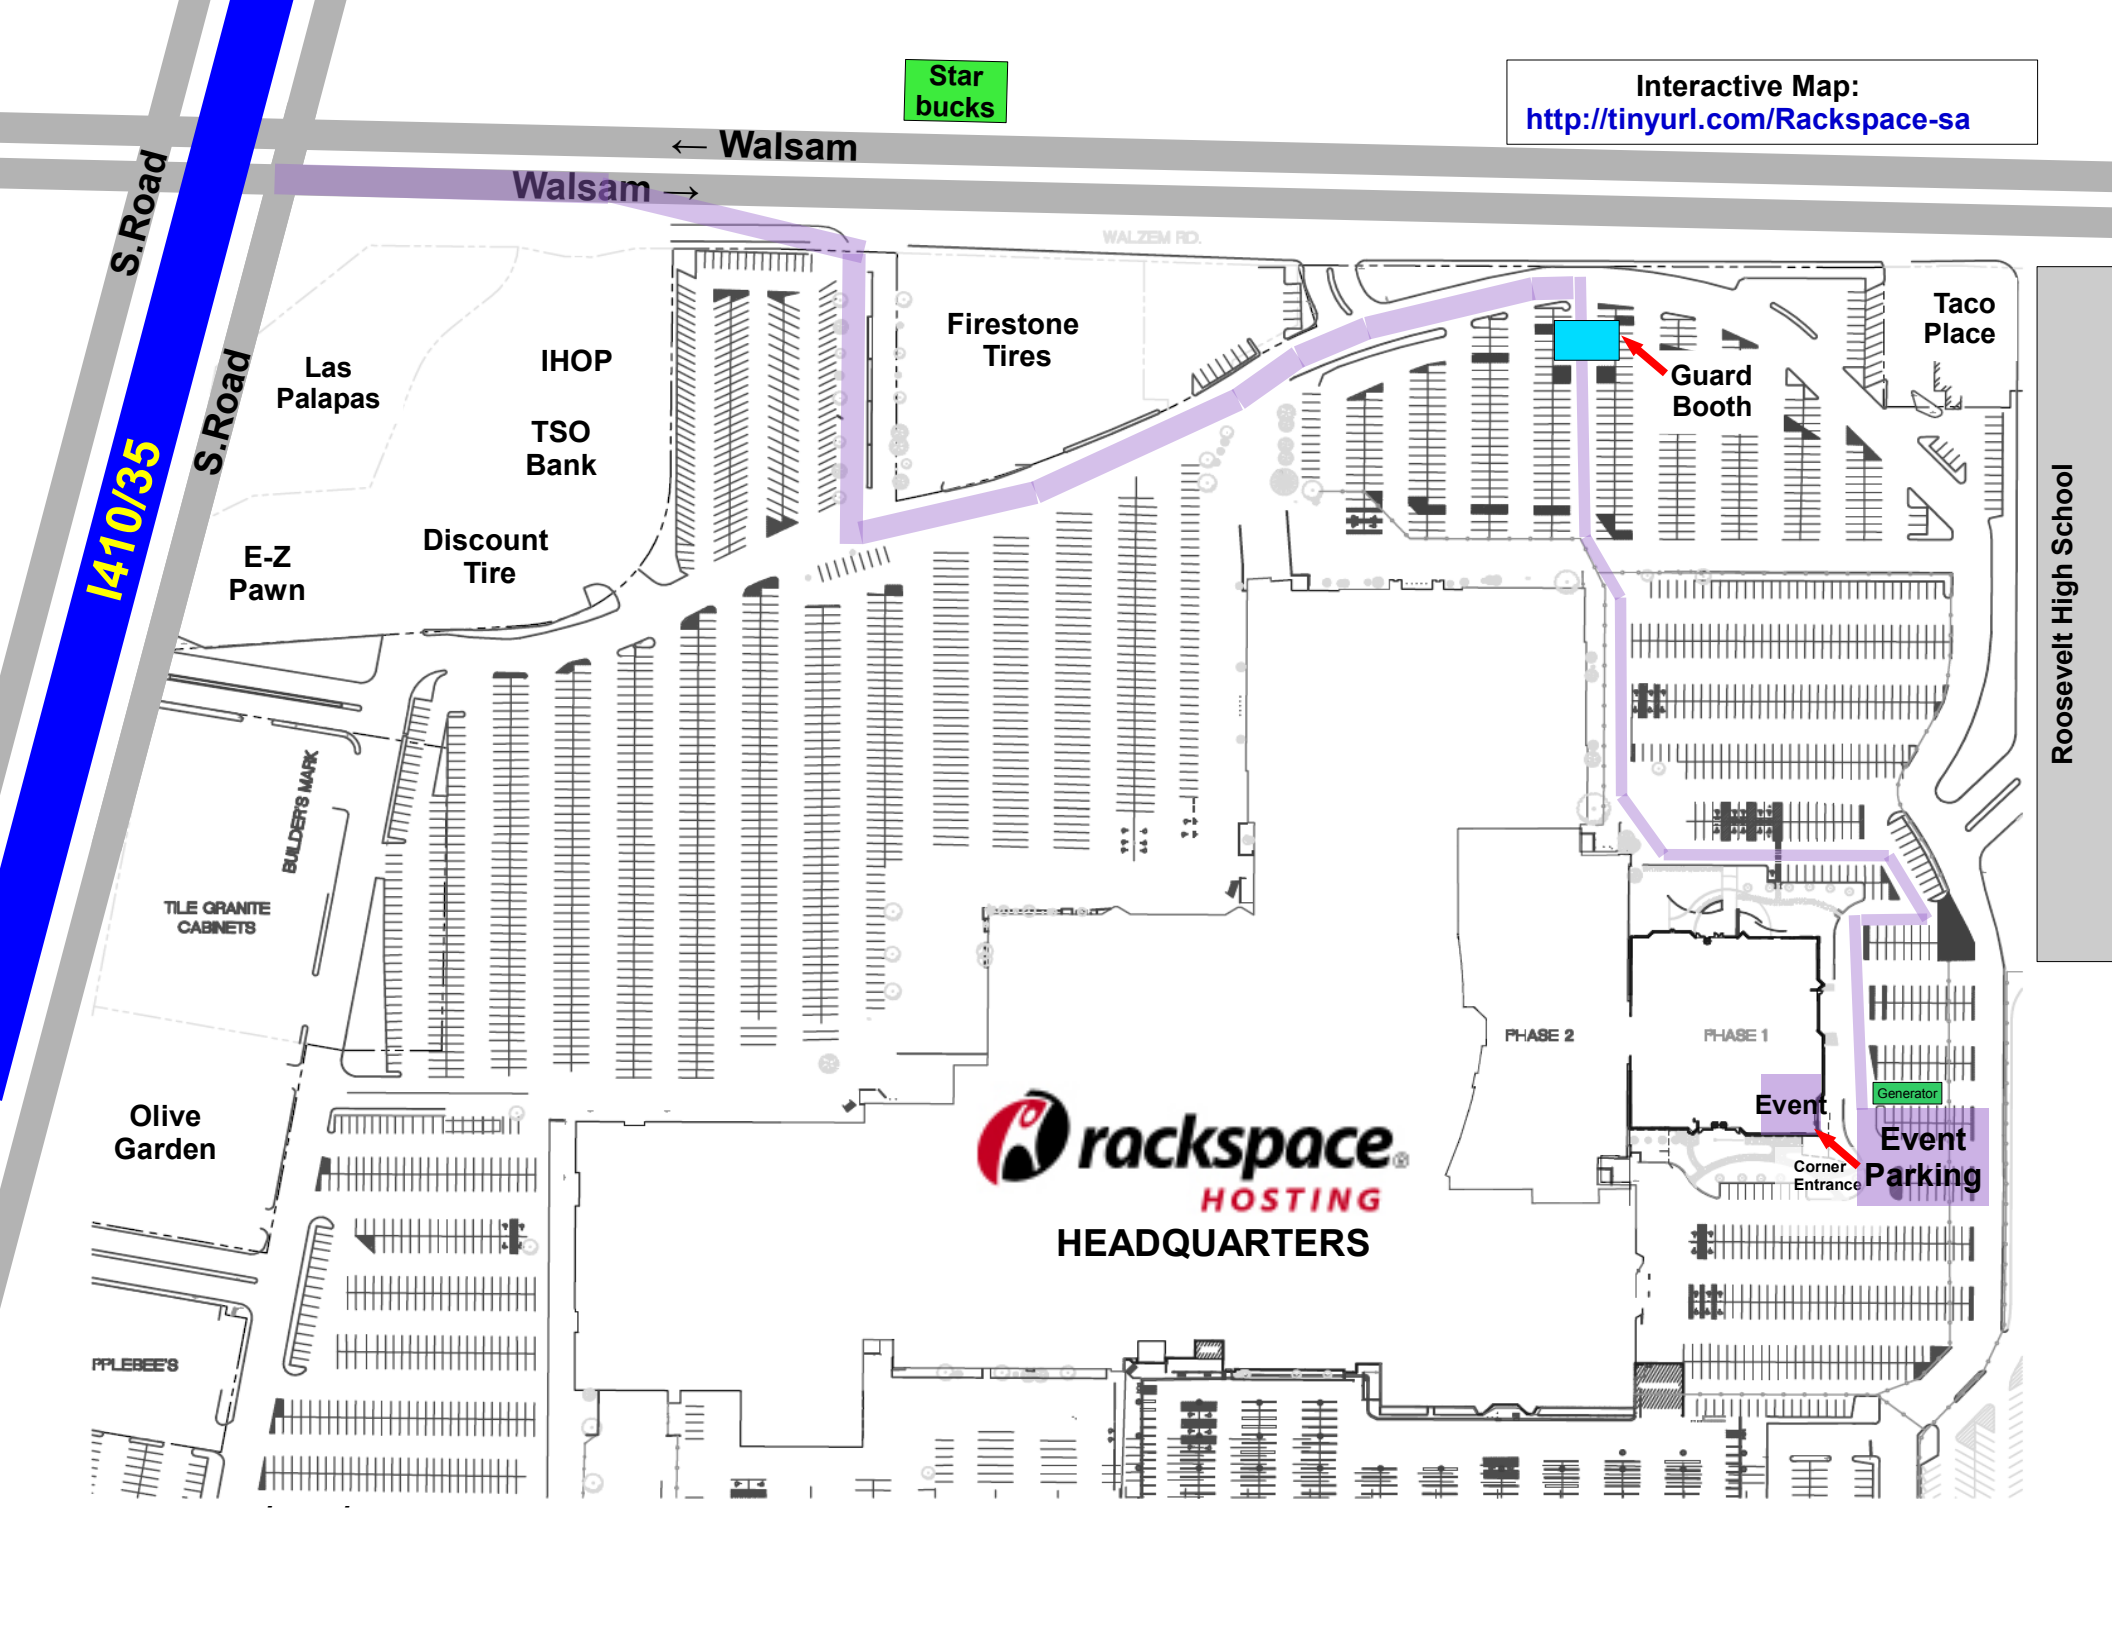 Star
bucks
Interactive Map:
http://tinyurl.com/Rackspace-sa
← Walsam
Walsam →
S.Road
WALZEM RD.
Las
Palapas
IHOP
TSO
Bank
Firestone
Tires
Taco
Place
Guard
Booth
S.Road
I410/35
E-Z
Pawn
Discount
Tire
Roosevelt High School
BUILDER'S MARK
TILE GRANITE
CABINETS
PHASE 2
PHASE 1
Olive
Garden
Generator
Event
Event
Parking
Corner
Entrance
rackspace®
HOSTING
HEADQUARTERS
PPLEBEE'S